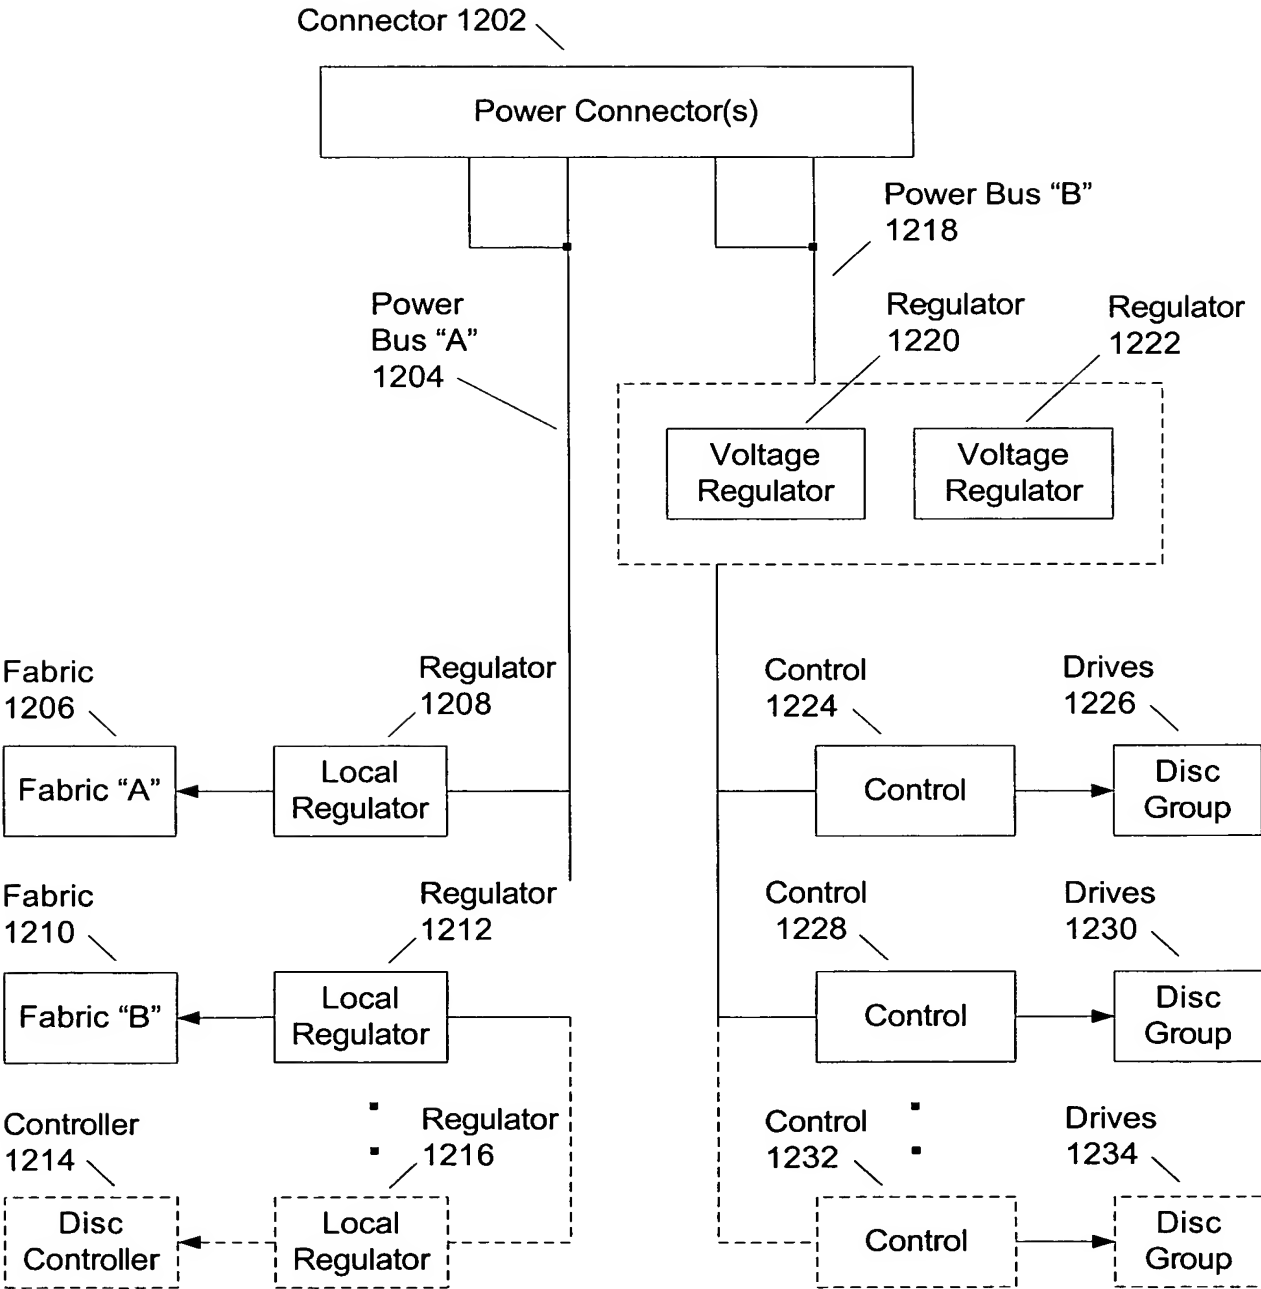 Connector 1202
Power Connector(s)
Power Bus “B”
1218
Power
Bus “A”
1204
Regulator
1220
Regulator
1222
Voltage
Regulator
Voltage
Regulator
Fabric
1206
Regulator
1208
Control
1224
Drives
1226
Fabric “A”
Local
Regulator
Control
Disc
Group
Fabric
1210
Regulator
1212
Control
1228
Drives
1230
Fabric “B”
Local
Regulator
Control
Disc
Group
Controller
1214
Regulator
1216
Control
1232
Drives
1234
Disc
Controller
Local
Regulator
Control
Disc
Group